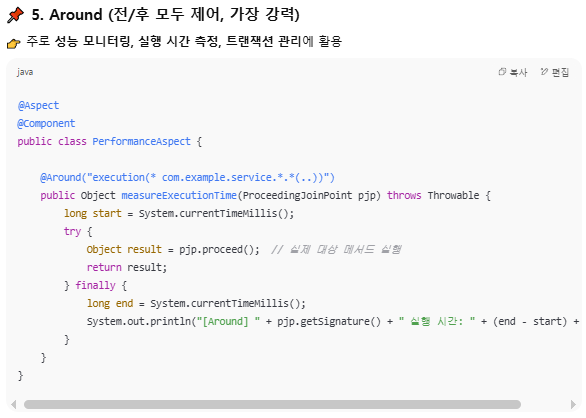 📌 5. Around (전/후 모두 제어, 가장 강력)
👉 주로 성능 모니터링, 실행 시간 측정, 트랜잭션 관리에 활용
java 복사 편집
@Aspect
@Component
public class PerformanceAspect {
    @Around("execution(* com.example.service.*.*(..))")
    public Object measureExecutionTime(ProceedingJoinPoint pjp) throws Throwable {
        long start = System.currentTimeMillis();
        try {
            Object result = pjp.proceed();  // 실제 대상 메서드 실행
            return result;
        } finally {
            long end = System.currentTimeMillis();
            System.out.println("[Around] " + pjp.getSignature() + " 실행 시간: " + (end - start) +
        }
    }
}